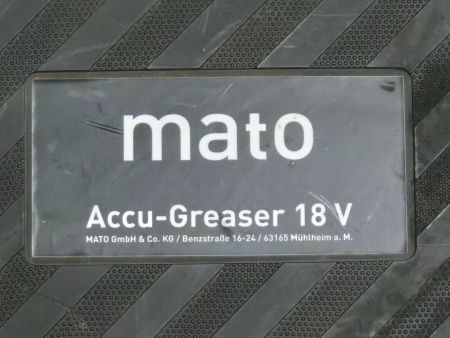 mato
Accu-Greaser 18 V
MATO GmbH & Co. KG / Benzstraße 16-24 / 63165 Mühlheim a. M.